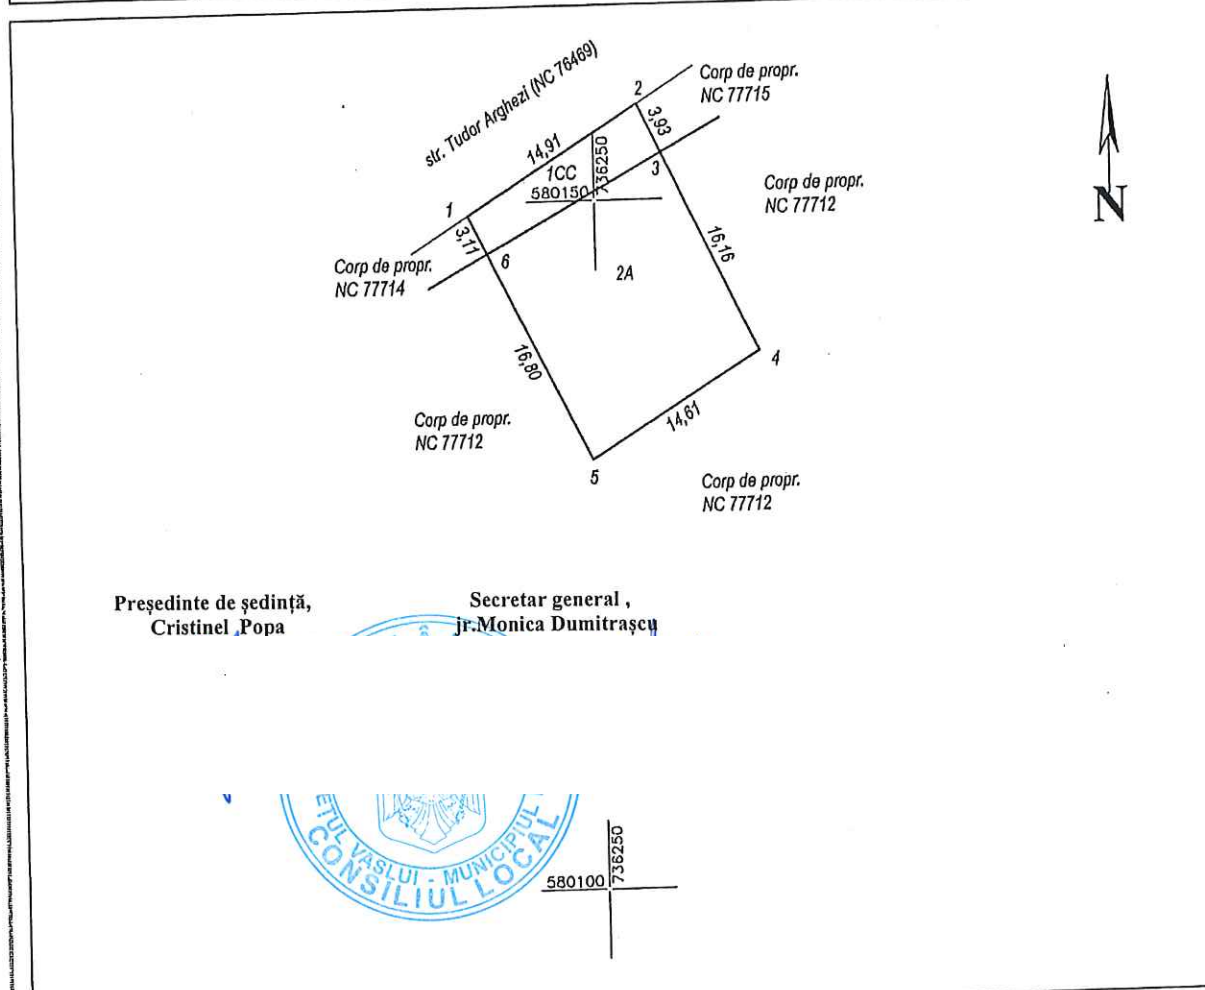 str. Tudor Arghezi (NC 76469)
2
Corp de propr.
NC 77715
3,93
14,91
1CC
736250
580150
3
Corp de propr.
NC 77712
N
1
3,11
6
Corp de propr.
NC 77714
16,16
2A
16,80
4
14,61
Corp de propr.
NC 77712
5
Corp de propr.
NC 77712
Președinte de ședință,
Cristinel Popa
Secretar general ,
jr.Monica Dumitrașcu
ETUL VASLUI - MUNICIPIUL
CONSILIUL LOCAL
736250
580100